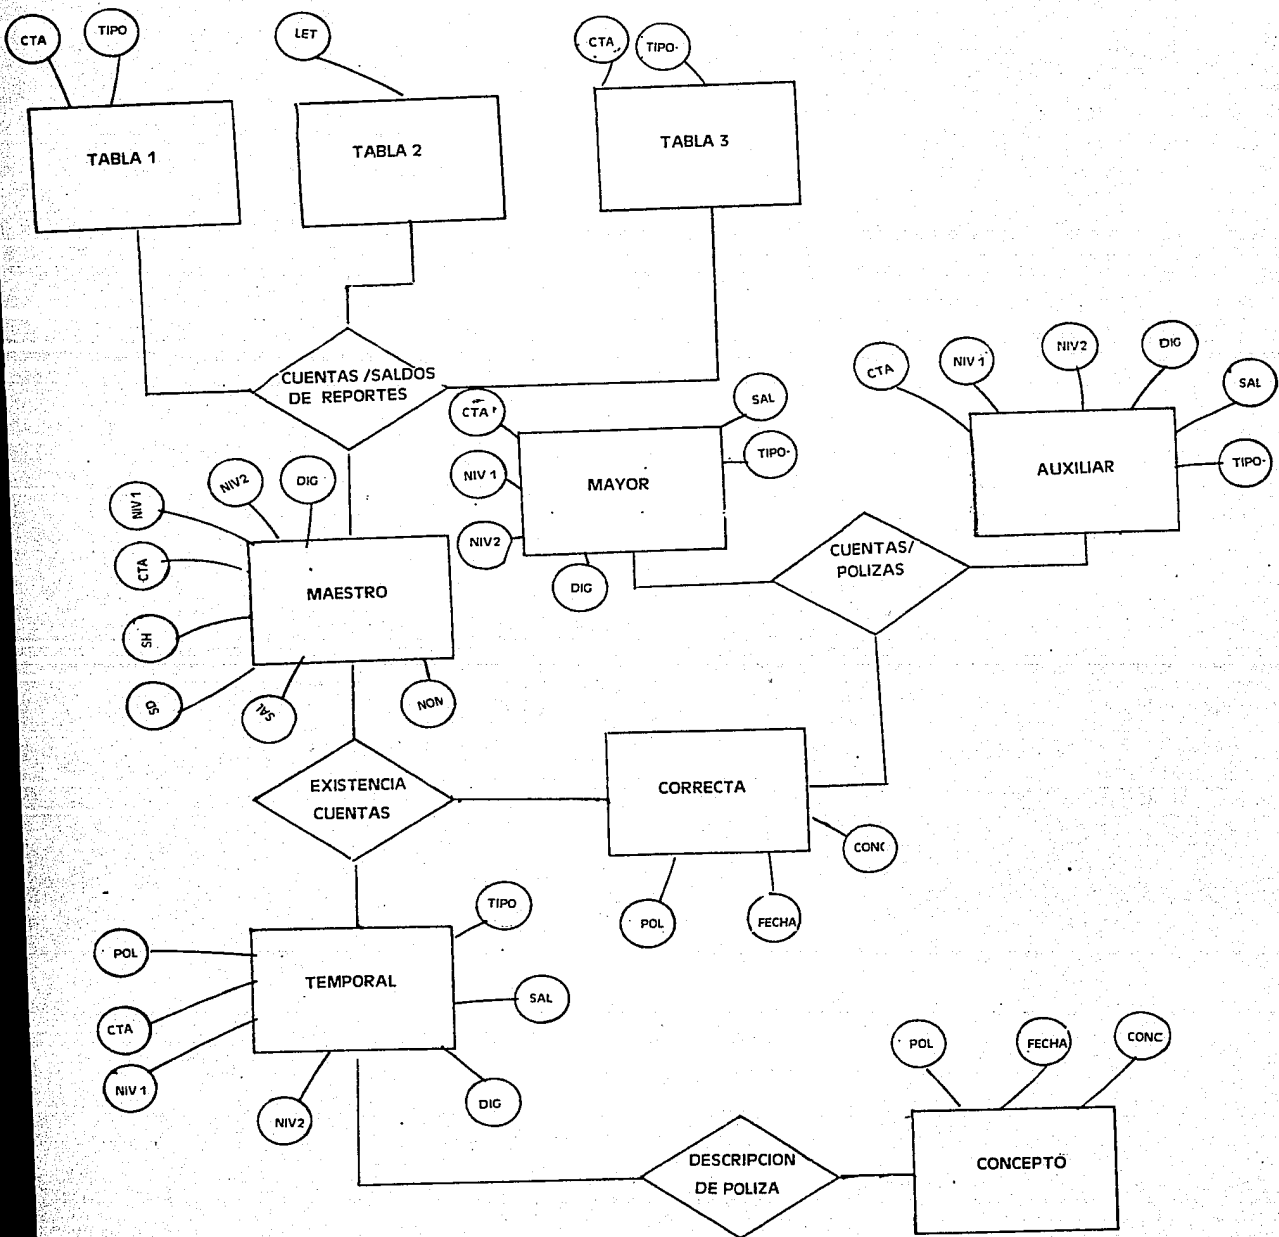 CTA
TIPO
LET
CTA
TIPO
TABLA 1
TABLA 2
TABLA 3
CUENTAS /SALDOS
DE REPORTES
CTA
SAL
NIV 1
MAYOR
TIPO
NIV2
DIG
CTA
NIV 1
NIV2
DIG
SAL
TIPO
AUXILIAR
CUENTAS/
POLIZAS
NIV 1
NIV2
DIG
CTA
MAESTRO
SH
SD
SAL
NOM
EXISTENCIA
CUENTAS
CORRECTA
CONC
POL
FECHA
TIPO
POL
TEMPORAL
SAL
CTA
NIV 1
NIV2
DIG
POL
FECHA
CONC
DESCRIPCION
DE POLIZA
CONCEPTO